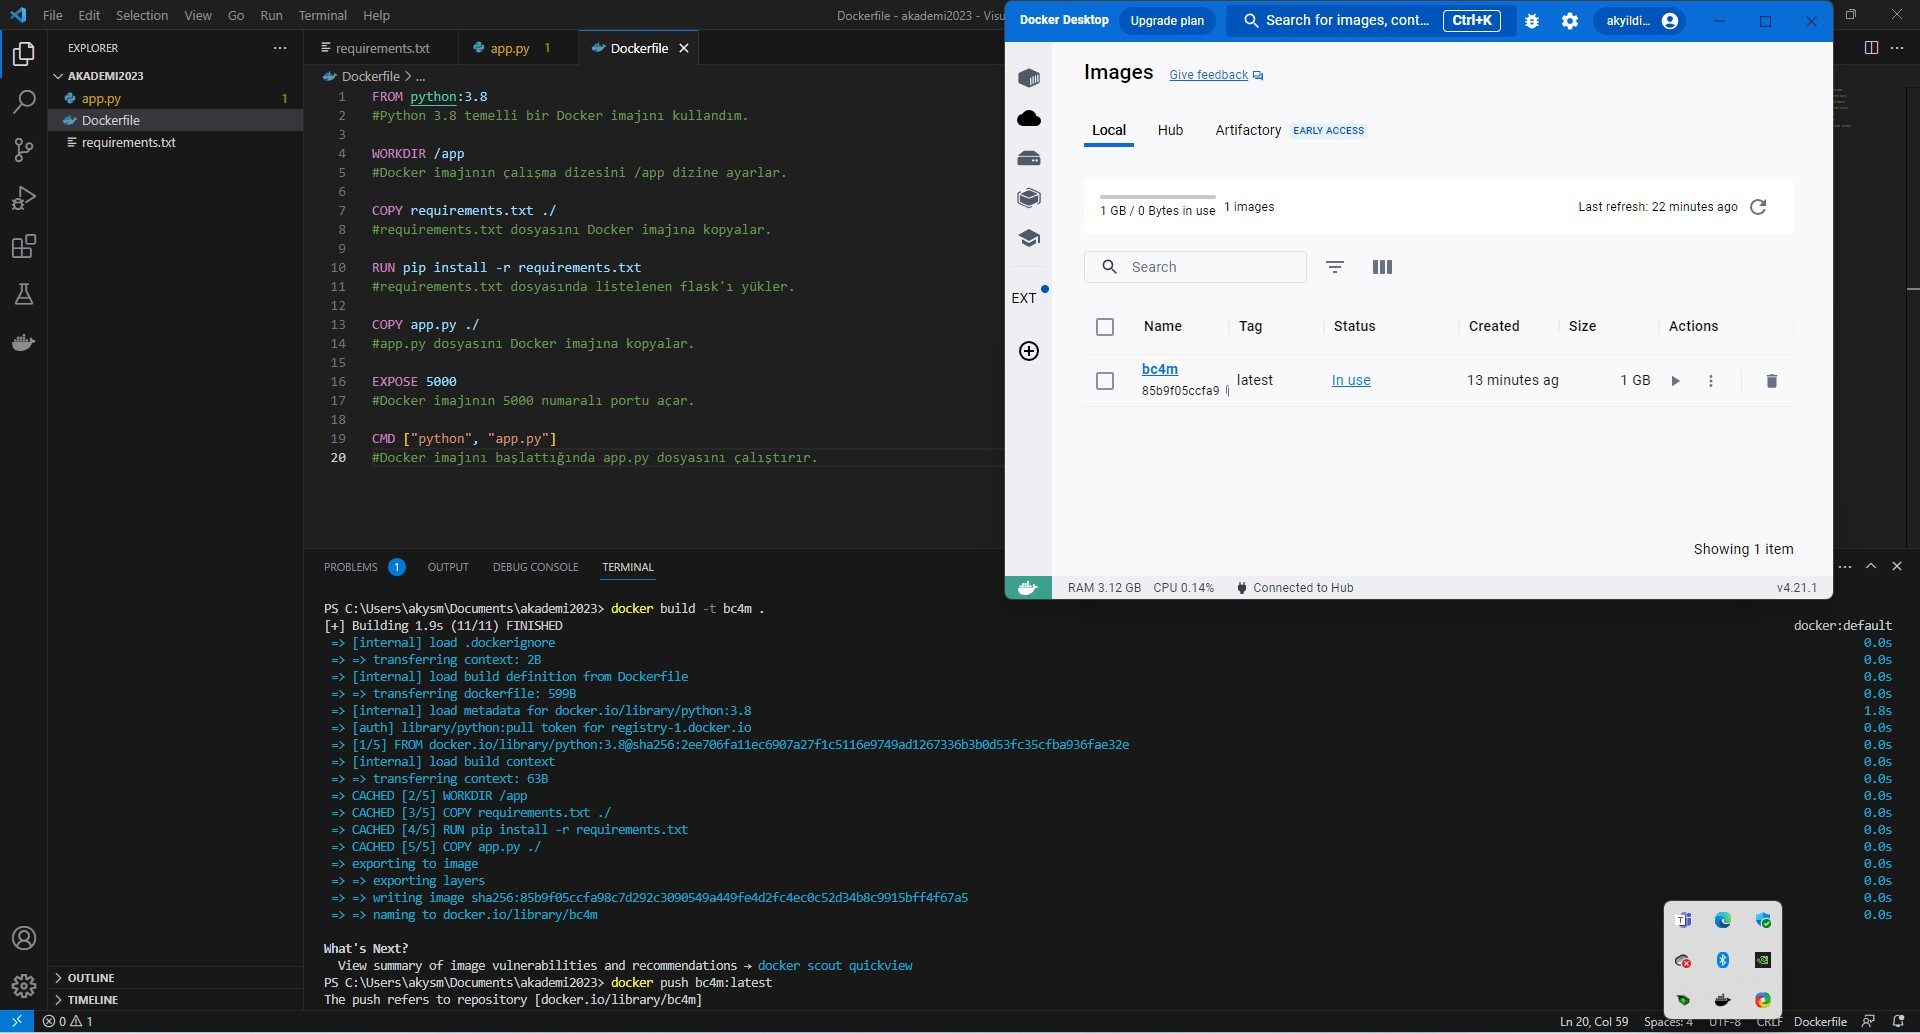 File Edit Selection View Go Run Terminal Help
Dockerfile - akademi2023 - Visu
EXPLORER
AKADEMI2023
app.py 1
Dockerfile
requirements.txt
OUTLINE
TIMELINE
requirements.txt
app.py 1
Dockerfile
Dockerfile > ...
1 FROM python:3.8
2 #Python 3.8 temelli bir Docker imajını kullandım.
3
4 WORKDIR /app
5 #Docker imajının çalışma dizesini /app dizine ayarlar.
6
7 COPY requirements.txt ./
8 #requirements.txt dosyasını Docker imajına kopyalar.
9
10 RUN pip install -r requirements.txt
11 #requirements.txt dosyasında listelenen flask'ı yükler.
12
13 COPY app.py ./
14 #app.py dosyasını Docker imajına kopyalar.
15
16 EXPOSE 5000
17 #Docker imajının 5000 numaralı portu açar.
18
19 CMD ["python", "app.py"]
20 #Docker imajını başlattığında app.py dosyasını çalıştırır.
Docker Desktop Upgrade plan Search for images, cont... Ctrl+K akyildi...
Images Give feedback
Local Hub Artifactory EARLY ACCESS
1 GB / 0 Bytes in use 1 images Last refresh: 22 minutes ago
Search
EXT
Name Tag Status Created Size Actions
bc4m
85b9f05ccfa9 latest In use 13 minutes ag 1 GB
Showing 1 item
RAM 3.12 GB CPU 0.14% Connected to Hub v4.21.1
PROBLEMS 1 OUTPUT DEBUG CONSOLE TERMINAL
PS C:\Users\akysm\Documents\akademi2023> docker build -t bc4m .
[+] Building 1.9s (11/11) FINISHED docker:default
=> [internal] load .dockerignore 0.0s
=> => transferring context: 2B 0.0s
=> [internal] load build definition from Dockerfile 0.0s
=> => transferring dockerfile: 599B 0.0s
=> [internal] load metadata for docker.io/library/python:3.8 1.8s
=> [auth] library/python:pull token for registry-1.docker.io 0.0s
=> [1/5] FROM docker.io/library/python:3.8@sha256:2ee706fa11ec6907a27f1c5116e9749ad1267336b3b0d53fc35cfba936fae32e 0.0s
=> [internal] load build context 0.0s
=> => transferring context: 63B 0.0s
=> CACHED [2/5] WORKDIR /app 0.0s
=> CACHED [3/5] COPY requirements.txt ./ 0.0s
=> CACHED [4/5] RUN pip install -r requirements.txt 0.0s
=> CACHED [5/5] COPY app.py ./ 0.0s
=> exporting to image 0.0s
=> => exporting layers 0.0s
=> => writing image sha256:85b9f05ccfa98c7d292c3090549a449fe4d2fc4ec0c52d34b8c9915bff4f67a5 0.0s
=> => naming to docker.io/library/bc4m 0.0s
What's Next?
View summary of image vulnerabilities and recommendations → docker scout quickview
PS C:\Users\akysm\Documents\akademi2023> docker push bc4m:latest
The push refers to repository [docker.io/library/bc4m]
0 1 Ln 20, Col 59 Spaces: 4 UTF-8 CRLF Dockerfile